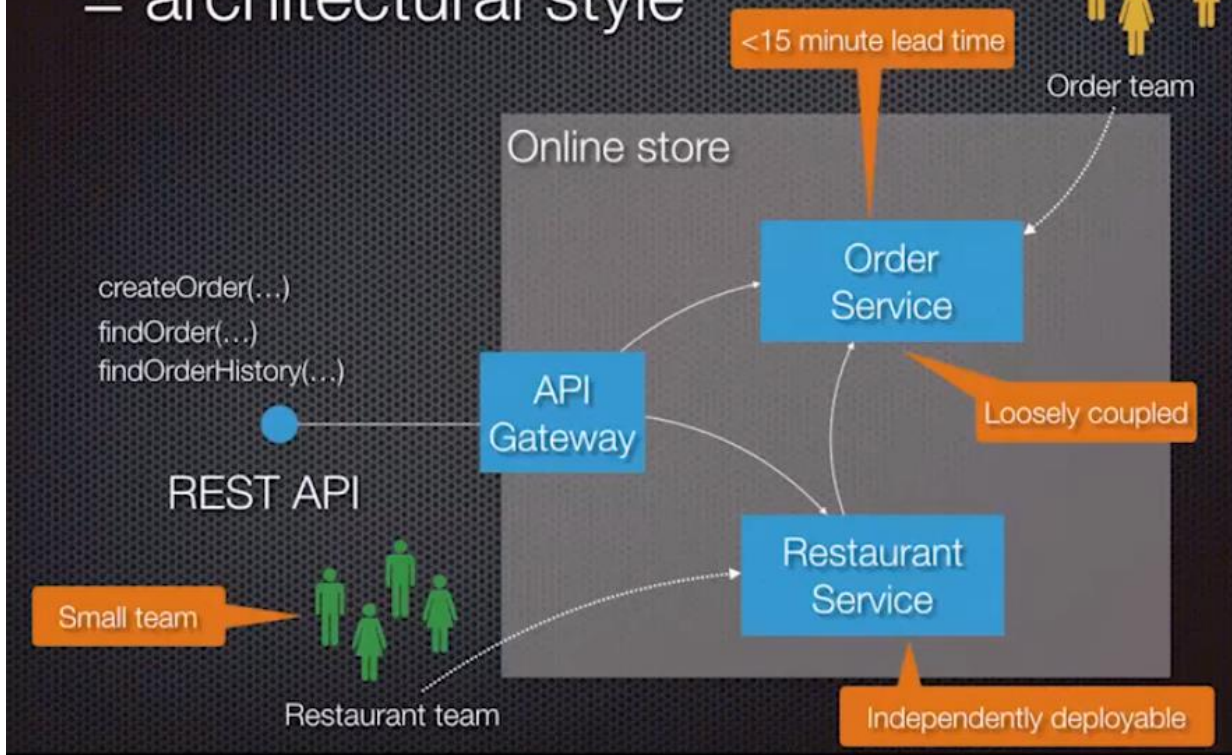 = architectural style
<15 minute lead time
Order team
Online store
Order
Service
createOrder(...)
findOrder(...)
findOrderHistory(...)
API
Gateway
Loosely coupled
REST API
Restaurant
Service
Small team
Restaurant team
Independently deployable